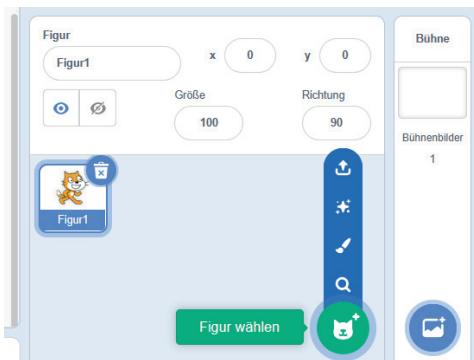 Figur
Figur1
x
0
y
0
Größe
100
Richtung
90
Figur1
Figur wählen
Bühne
Bühnenbilder
1